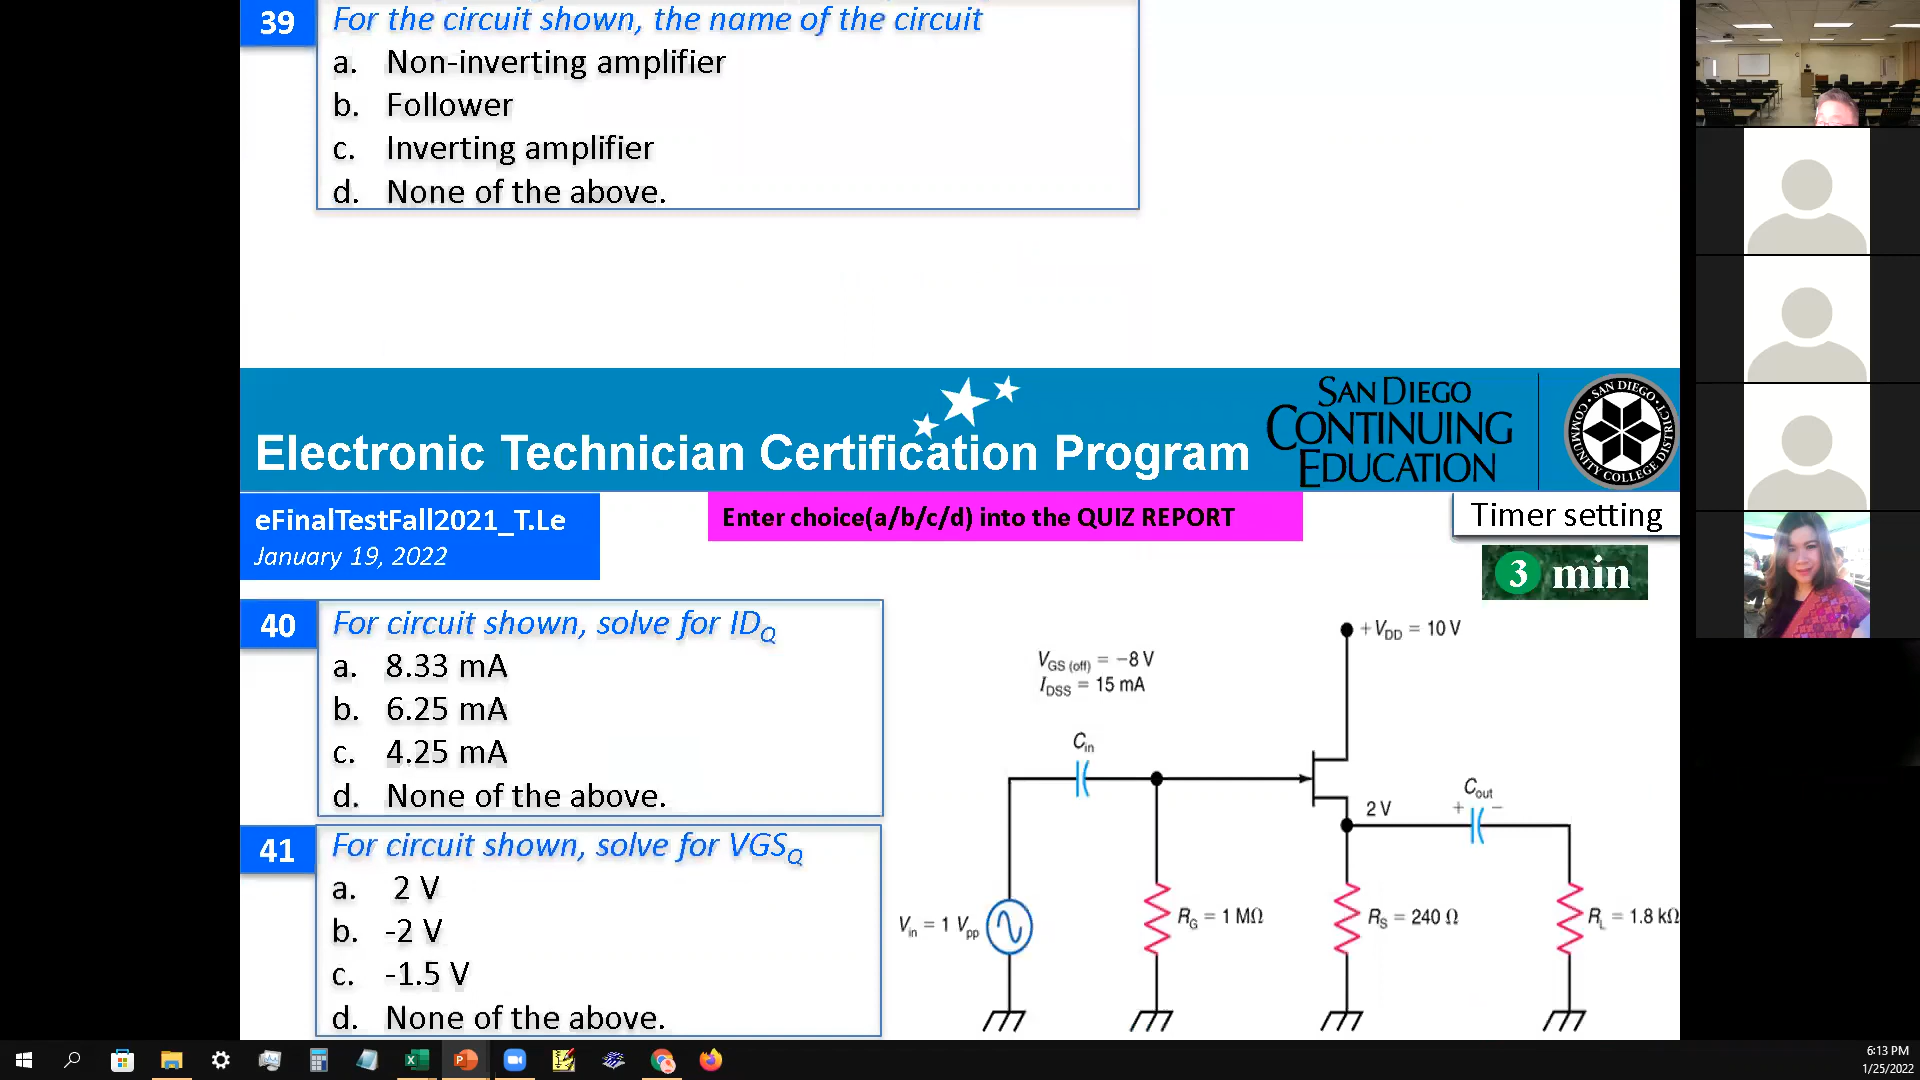 39
For the circuit shown, the name of the circuit
a. Non-inverting amplifier
b. Follower
c. Inverting amplifier
d. None of the above.
Electronic Technician Certification Program
SAN DIEGO
CONTINUING
EDUCATION
SAN DIEGO
COMMUNITY COLLEGE DISTRICT
eFinalTestFall2021_T.Le
January 19, 2022
Enter choice(a/b/c/d) into the QUIZ REPORT
Timer setting
3 min
40
For circuit shown, solve for IDQ
a. 8.33 mA
b. 6.25 mA
c. 4.25 mA
d. None of the above.
41
For circuit shown, solve for VGSQ
a. 2 V
b. -2 V
c. -1.5 V
d. None of the above.
+VDD = 10 V
VGS (off) = −8 V
IDSS = 15 mA
Cin
Cout
2 V
+ −
Vin = 1 Vpp
RG = 1 MΩ
RS = 240 Ω
RL = 1.8 kΩ
6:13 PM
1/25/2022